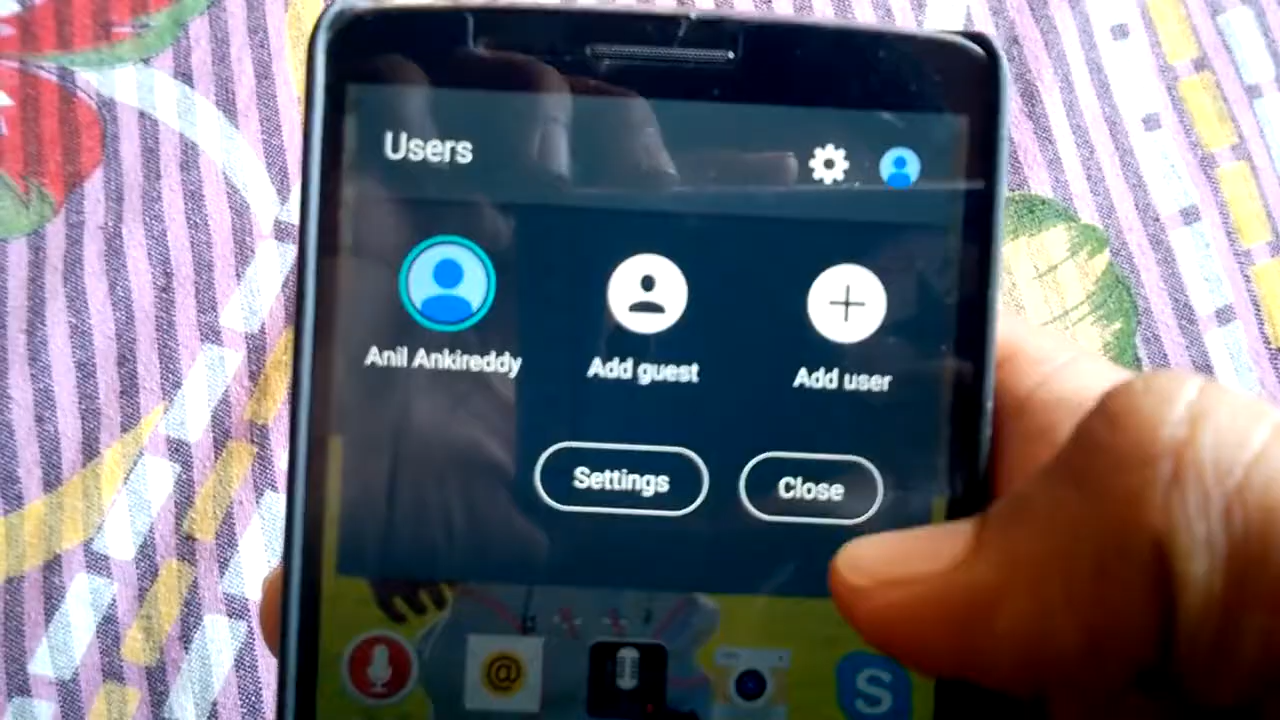 Users
Anil Ankireddy
Add guest
Add user
Settings
Close
@
S